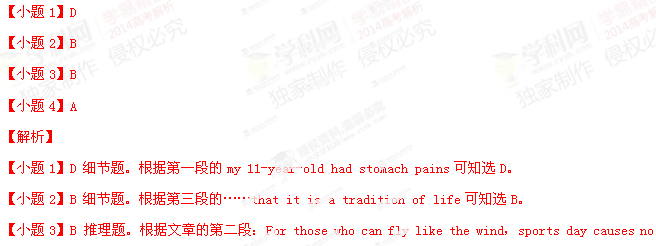 【小题1】D
【小题2】B
【小题3】B
【小题4】A
【解析】
【小题1】D 细节题。根据第一段的 my 11-year-old had stomach pains 可知选 D。
【小题2】B 细节题。根据第三段的……that it is a tradition of life 可知选 B。
【小题3】B 推理题。根据文章的第二段：For those who can fly like the wind, sports day causes no